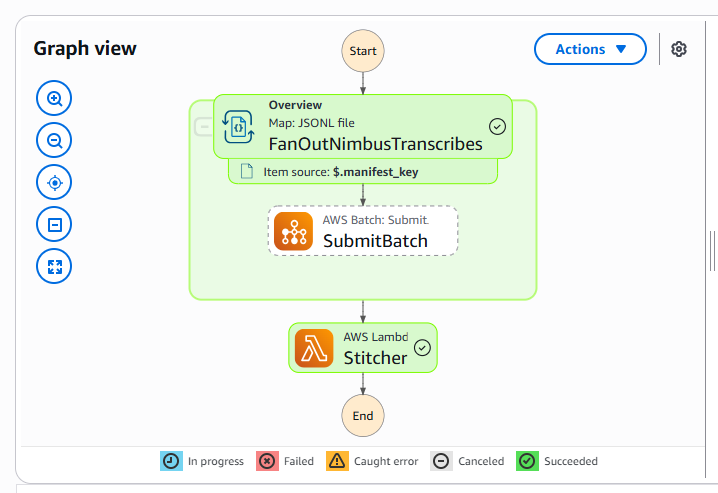 Graph view
Actions
Start
Overview
Map: JSONL file
FanOutNimbusTranscribes
Item source: $.manifest_key
AWS Batch: Submit
SubmitBatch
AWS Lambd
Stitcher
End
In progress
Failed
Caught error
Canceled
Succeeded